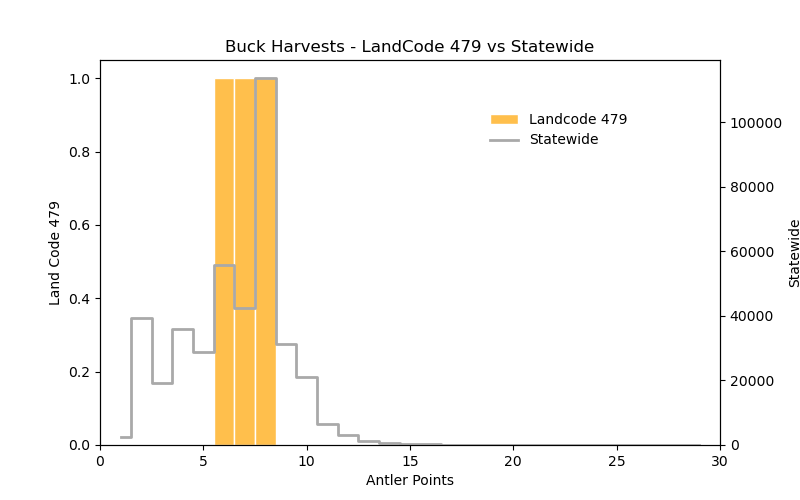 Buck Harvests - LandCode 479 vs Statewide
Landcode 479
Statewide
Land Code 479
1.0
0.8
0.6
0.4
0.2
0.0
100000
80000
60000
40000
20000
0
Statewide
0 5 10 15 20 25 30
Antler Points